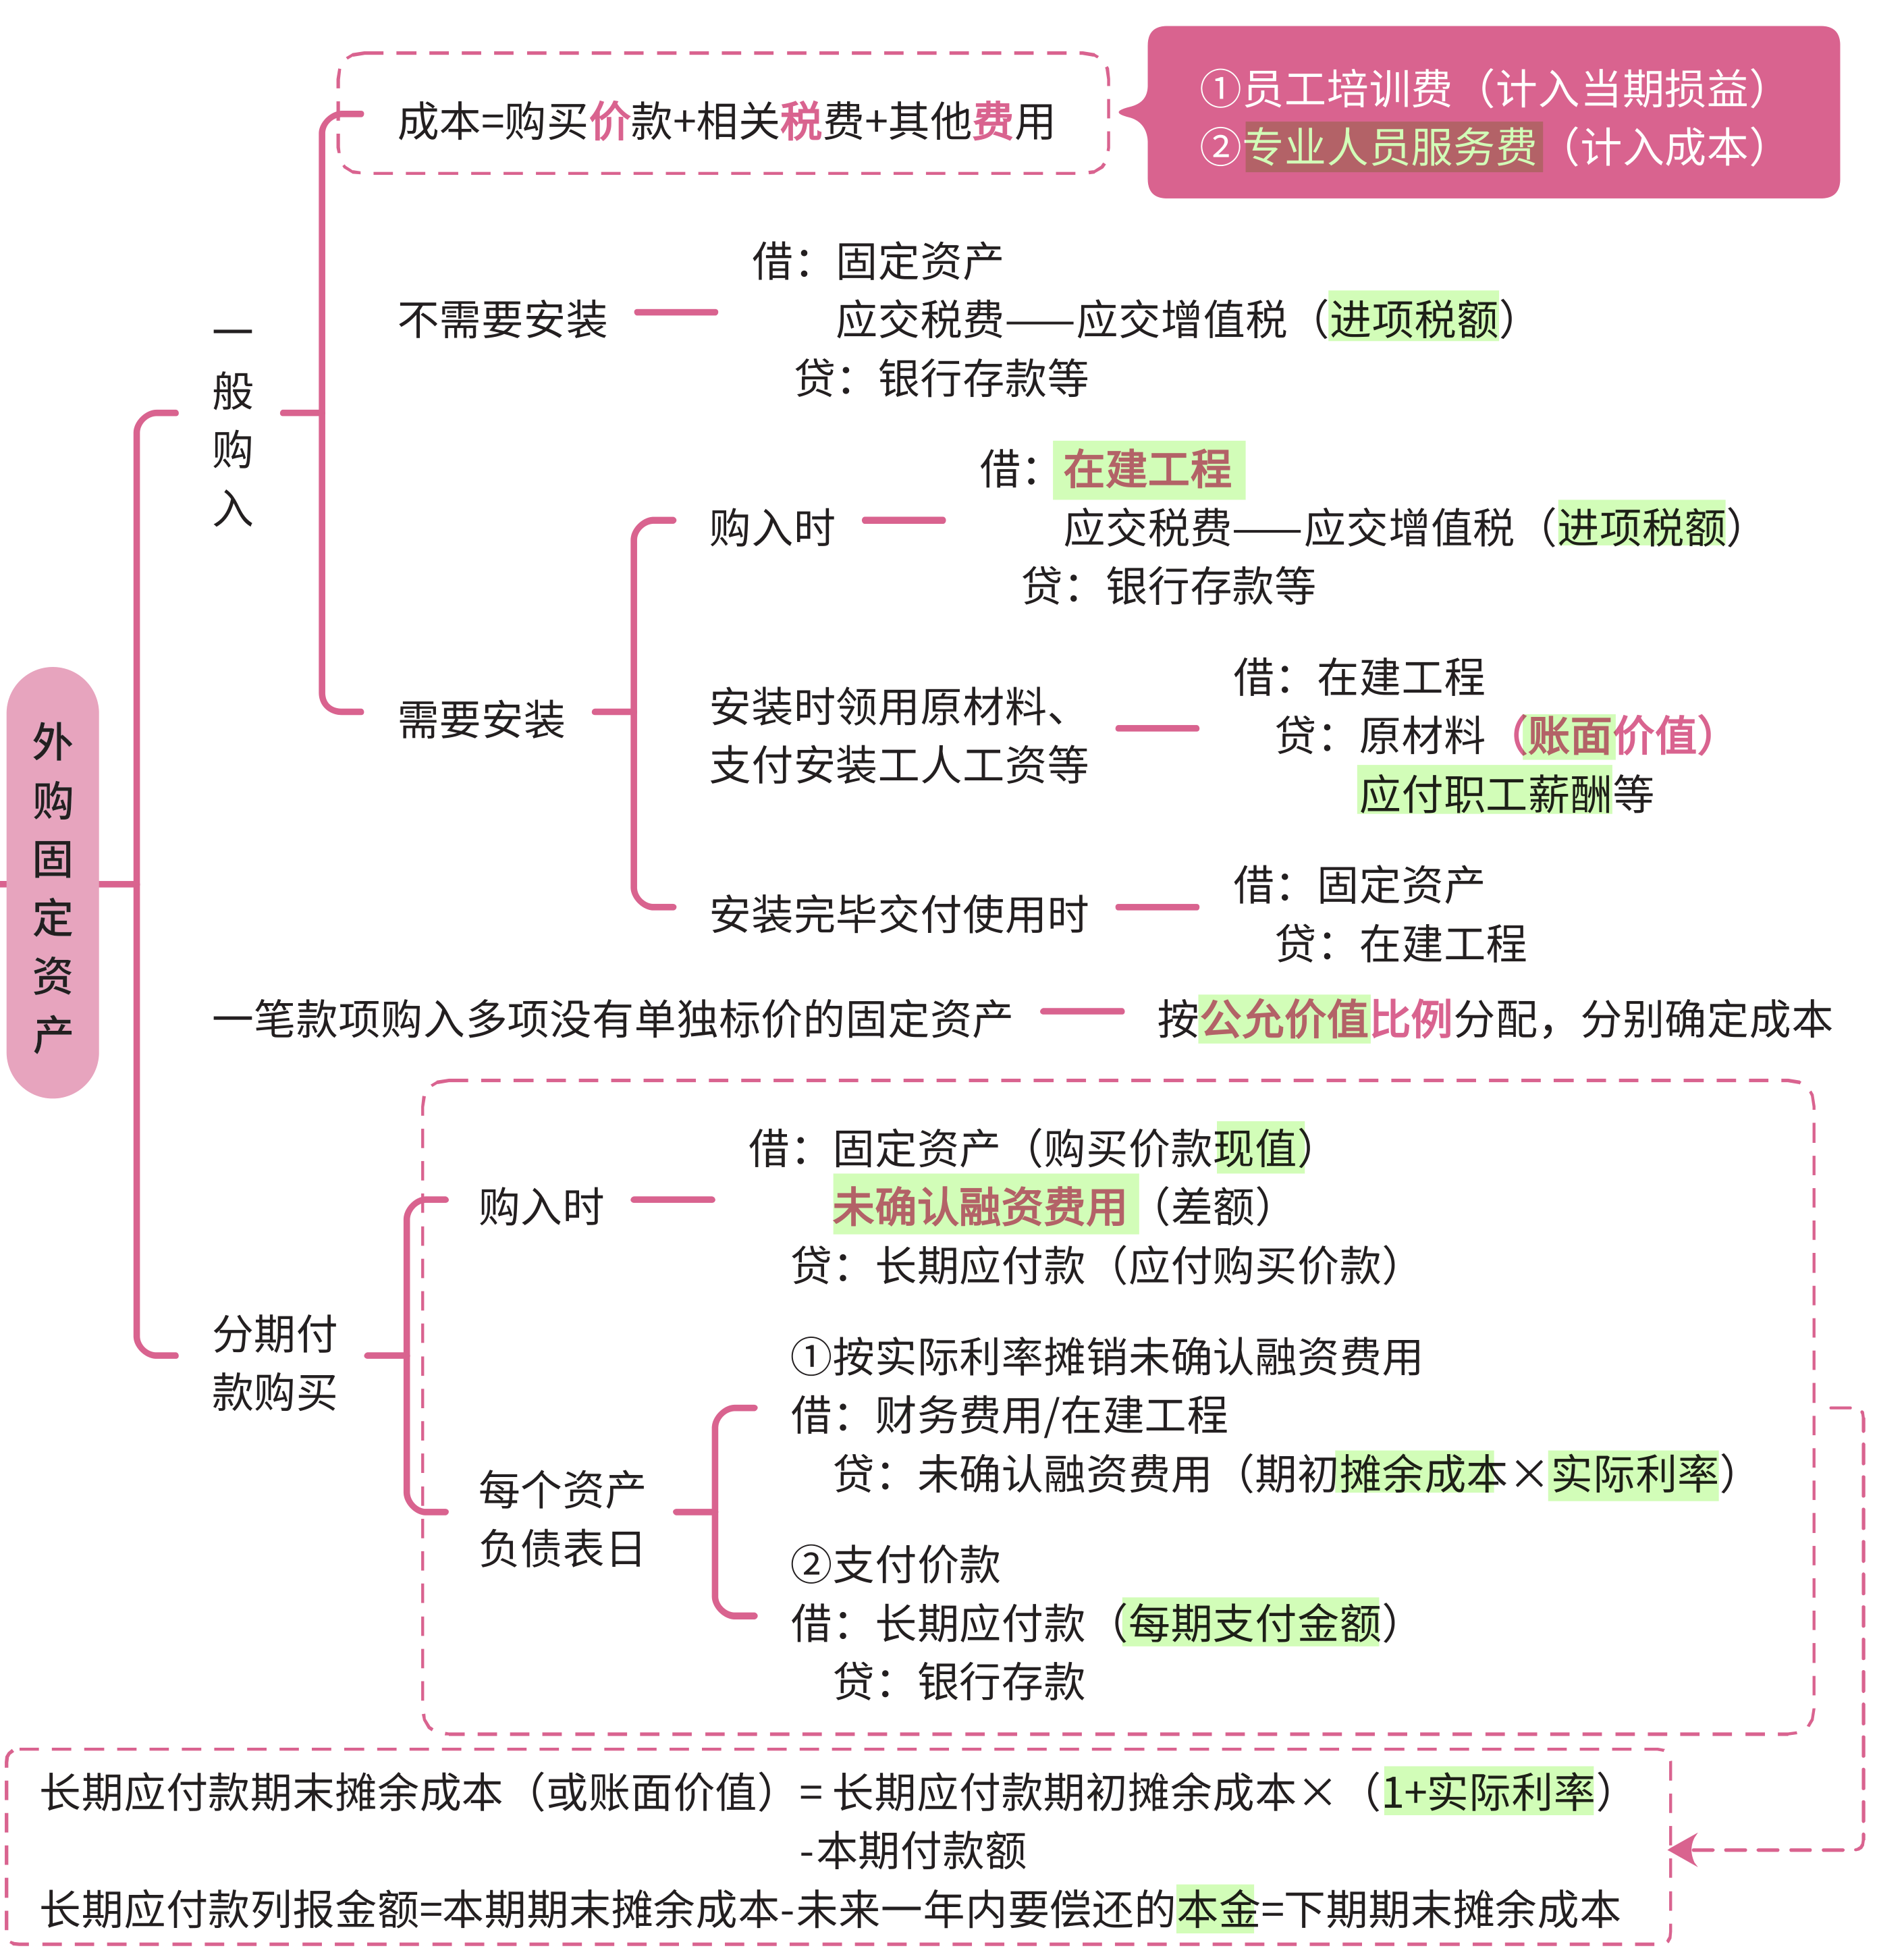 外购固定资产
一般购入
成本=购买价款+相关税费+其他费用
①员工培训费（计入当期损益）
②专业人员服务费（计入成本）
不需要安装
借：固定资产
应交税费——应交增值税（进项税额）
贷：银行存款等
需要安装
购入时
借：在建工程
应交税费——应交增值税（进项税额）
贷：银行存款等
安装时领用原材料、
支付安装工人工资等
借：在建工程
贷：原材料（账面价值）
应付职工薪酬等
安装完毕交付使用时
借：固定资产
贷：在建工程
一笔款项购入多项没有单独标价的固定资产
按公允价值比例分配，分别确定成本
分期付
款购买
购入时
借：固定资产（购买价款现值）
未确认融资费用（差额）
贷：长期应付款（应付购买价款）
每个资产
负债表日
①按实际利率摊销未确认融资费用
借：财务费用/在建工程
贷：未确认融资费用（期初摊余成本×实际利率）
②支付价款
借：长期应付款（每期支付金额）
贷：银行存款
长期应付款期末摊余成本（或账面价值）= 长期应付款期初摊余成本×（1+实际利率）
-本期付款额
长期应付款列报金额=本期期末摊余成本-未来一年内要偿还的本金=下期期末摊余成本